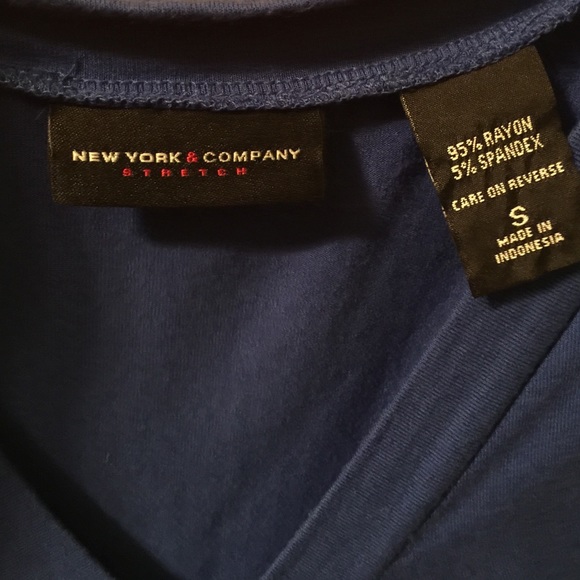 NEW YORK & COMPANY
STRETCH
95% RAYON
5% SPANDEX
CARE ON REVERSE
S
MADE IN
INDONESIA